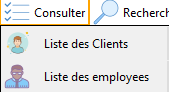 Consulter Recherch
Liste des Clients
Liste des employees